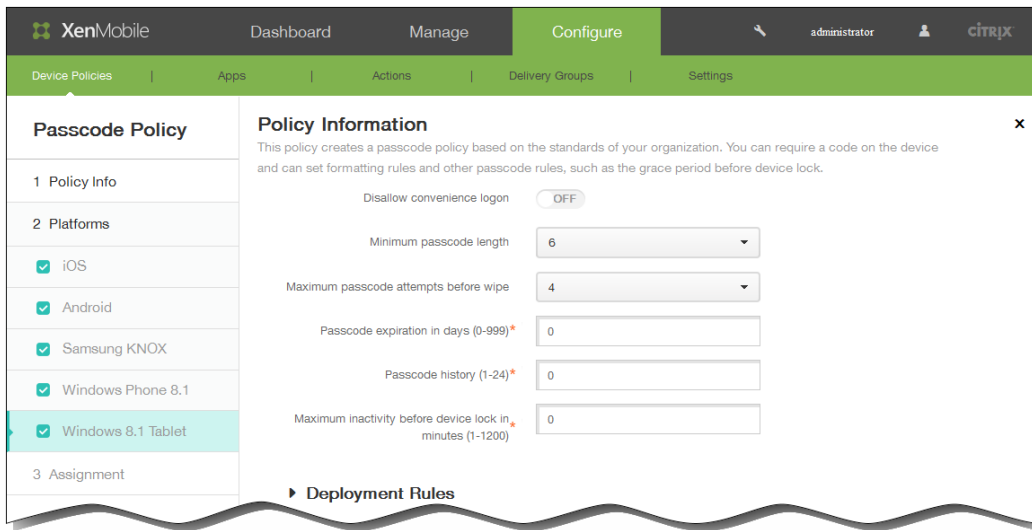 XenMobile Dashboard Manage Configure administrator CITRIX
Device Policies | Apps | Actions | Delivery Groups | Settings
Passcode Policy
1 Policy Info
2 Platforms
iOS
Android
Samsung KNOX
Windows Phone 8.1
Windows 8.1 Tablet
3 Assignment
Policy Information
x
This policy creates a passcode policy based on the standards of your organization. You can require a code on the device
and can set formatting rules and other passcode rules, such as the grace period before device lock.
Disallow convenience logon OFF
Minimum passcode length 6
Maximum passcode attempts before wipe 4
Passcode expiration in days (0-999)* 0
Passcode history (1-24)* 0
Maximum inactivity before device lock in
minutes (1-1200)* 0
Deployment Rules